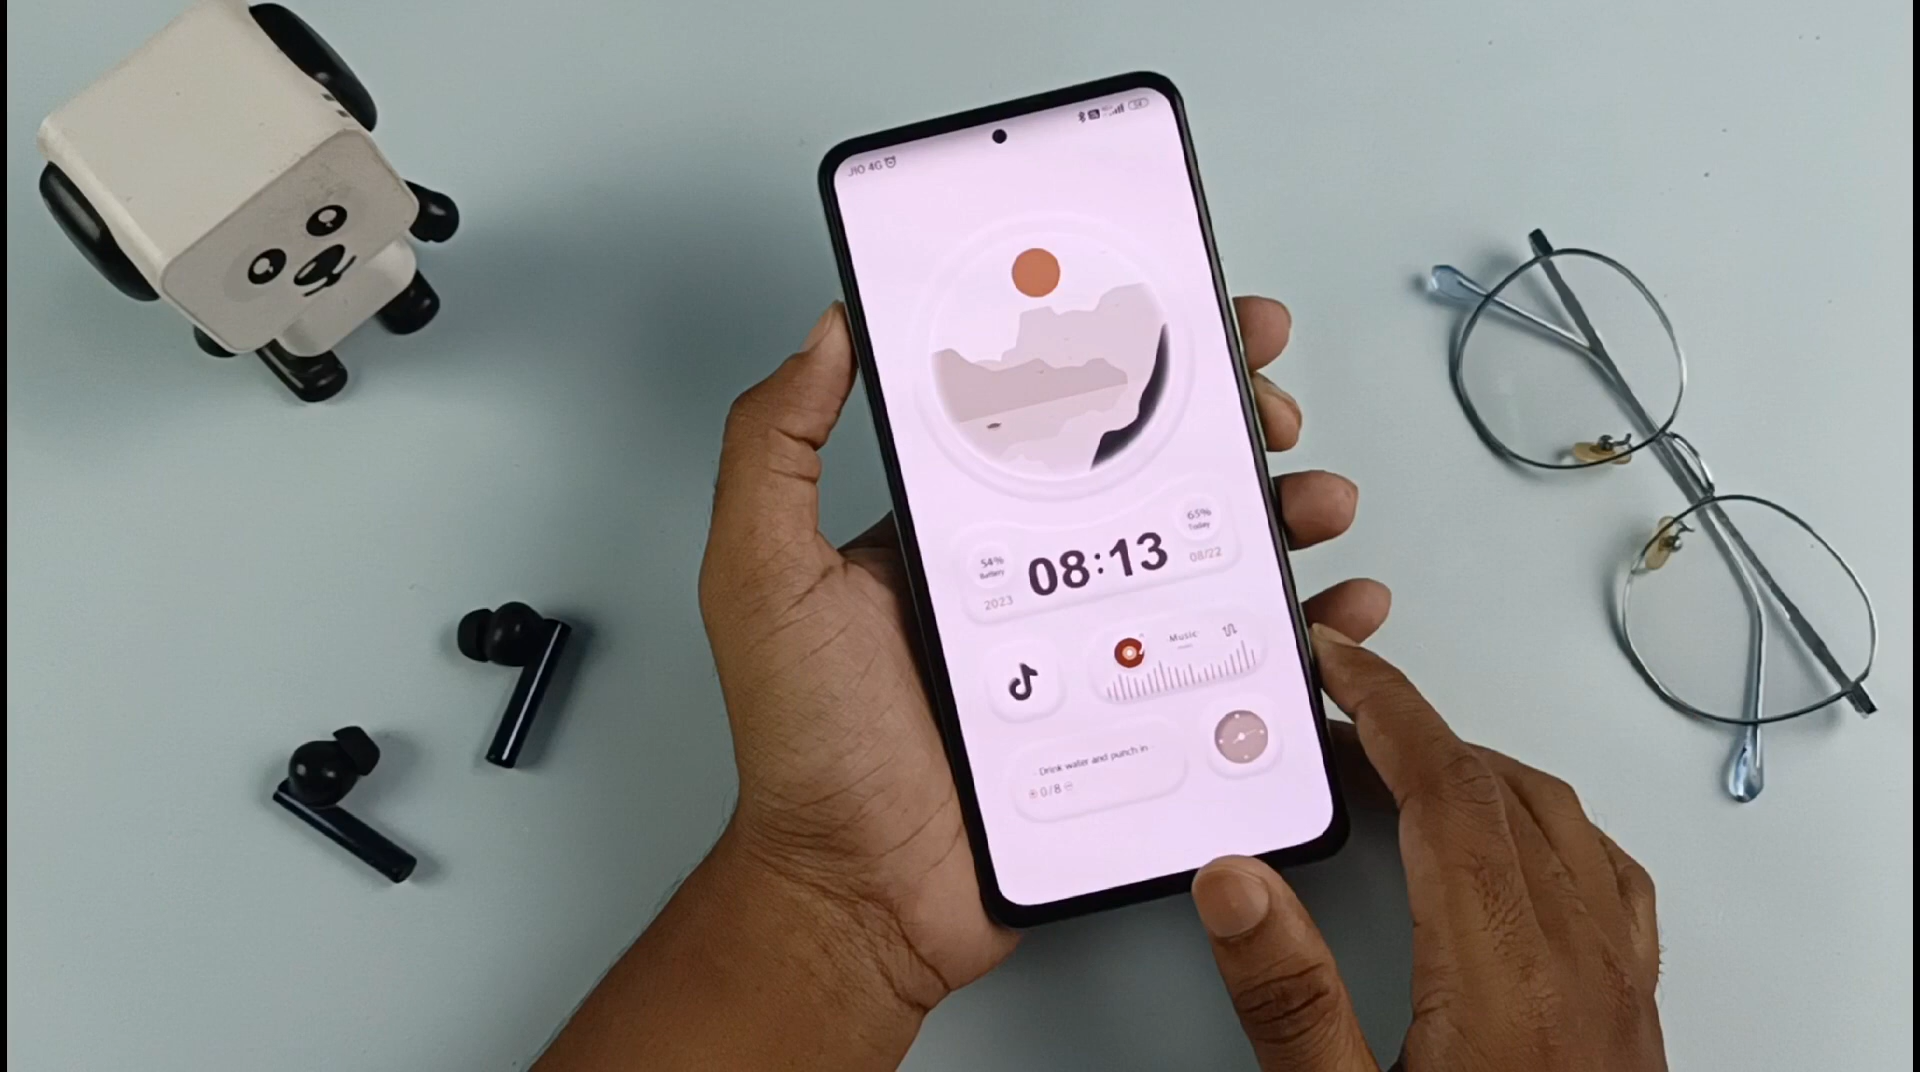 JIO 4G
54
65%
Today
54%
Battery
08:13
08/22
2023
Music
Drink water and punch in
0/8